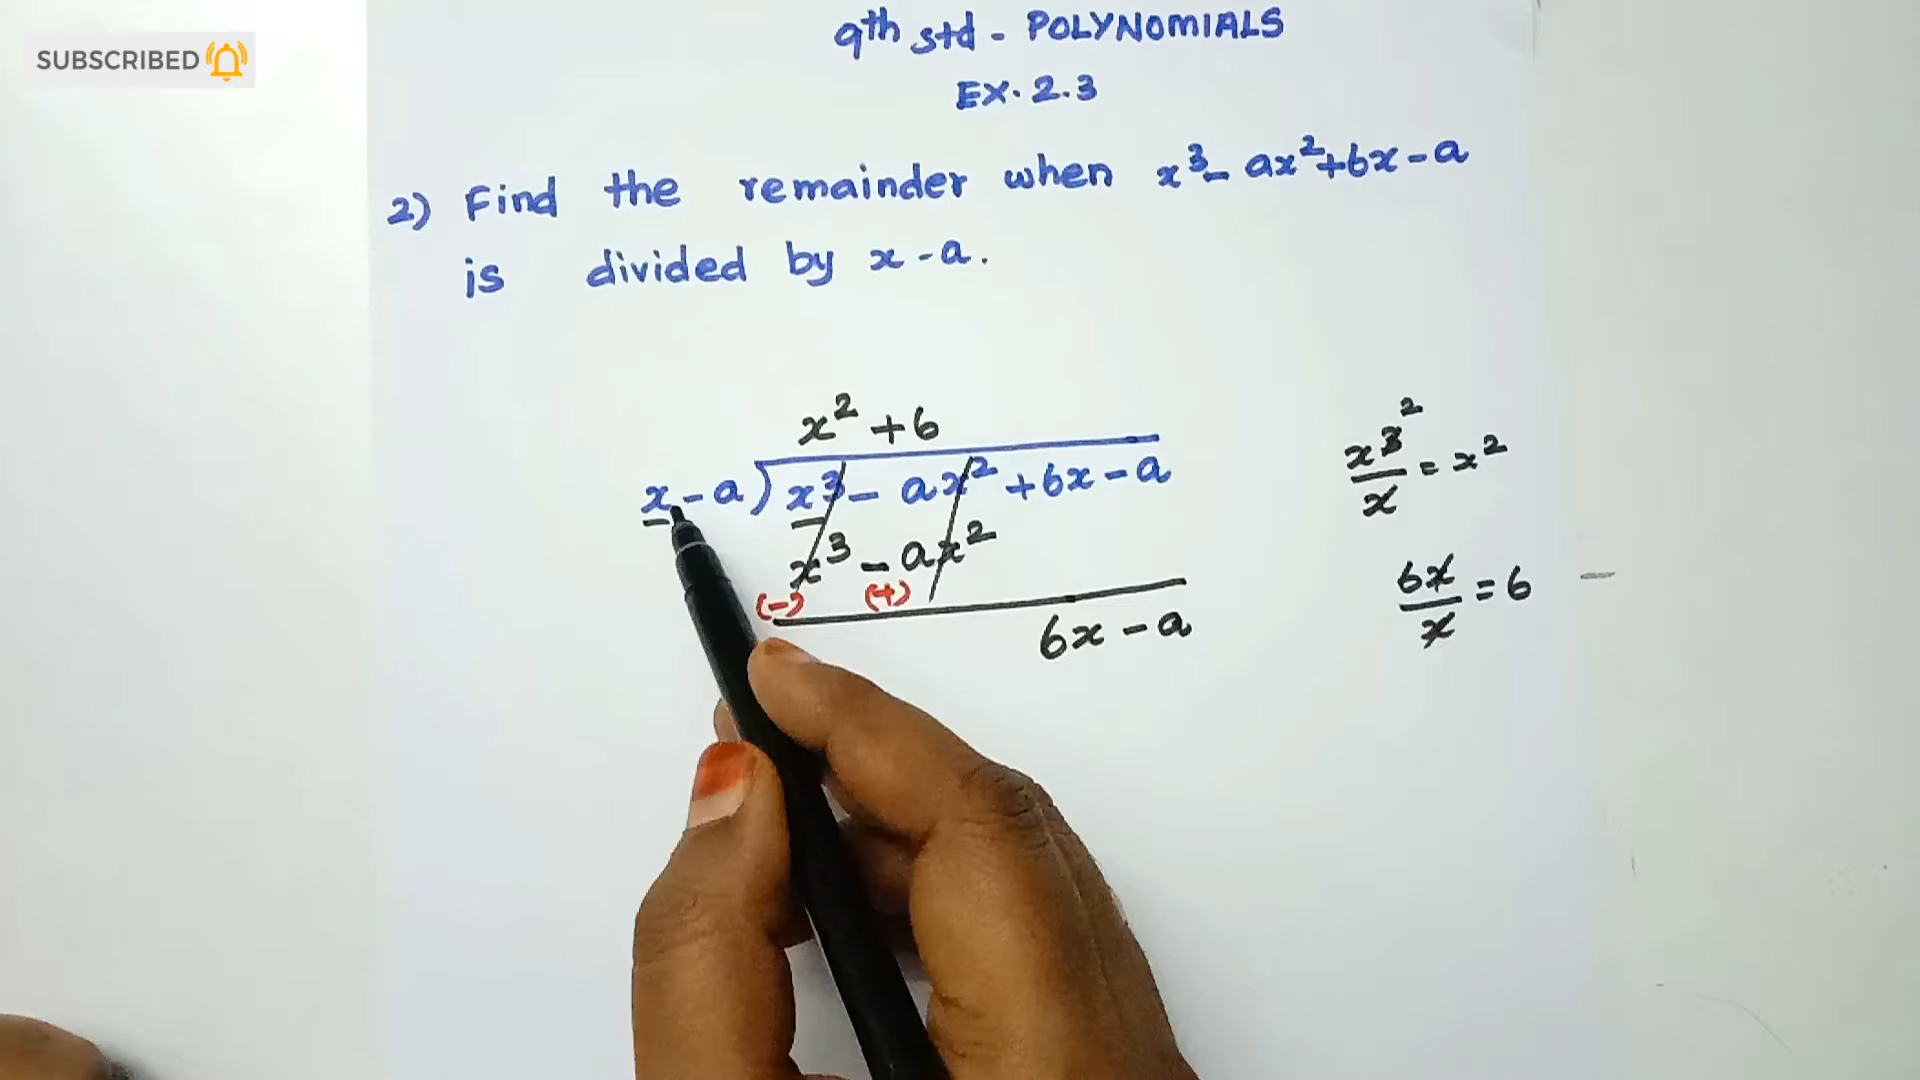 SUBSCRIBED
9th std - POLYNOMIALS
EX. 2.3
2) Find the remainder when x³ - ax² + 6x - a
is divided by x - a.
x² + 6
x - a ) x³ - ax² + 6x - a
x³ - ax²
(-) (+)
6x - a
x³/x = x²
2
6x/x = 6